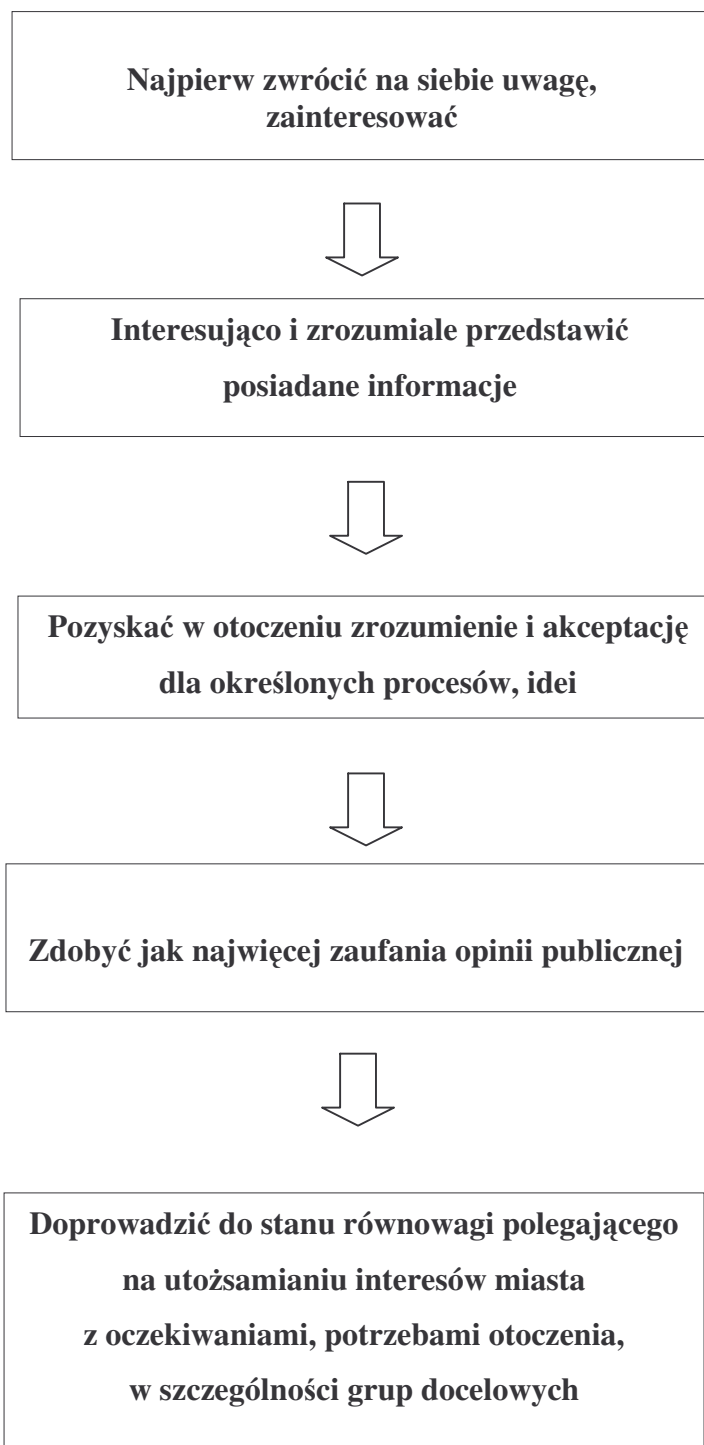 Najpierw zwrócić na siebie uwagę,
zainteresować
Interesująco i zrozumiale przedstawić
posiadane informacje
Pozyskać w otoczeniu zrozumienie i akceptację
dla określonych procesów, idei
Zdobyć jak najwięcej zaufania opinii publicznej
Doprowadzić do stanu równowagi polegającego
na utożsamianiu interesów miasta
z oczekiwaniami, potrzebami otoczenia,
w szczególności grup docelowych